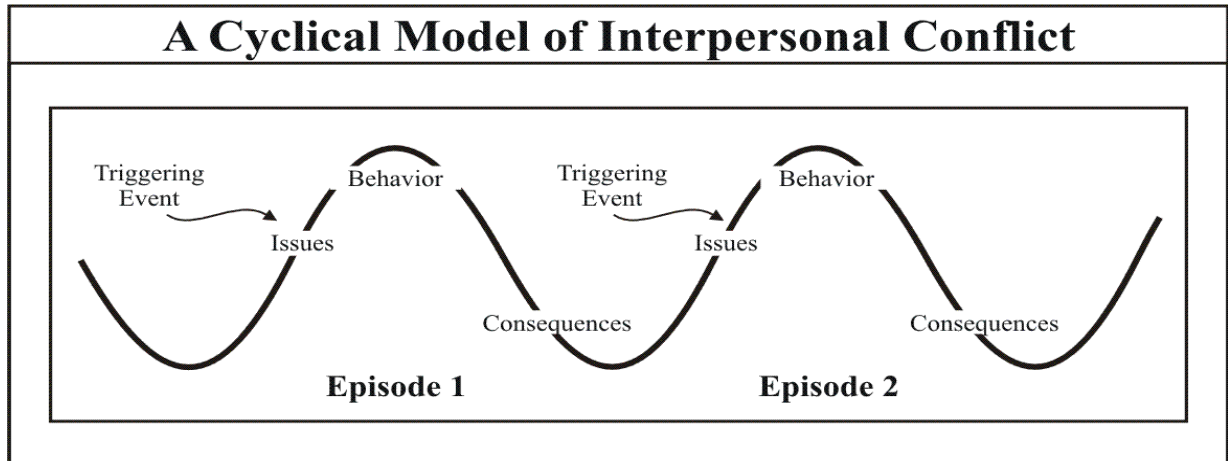 A Cyclical Model of Interpersonal Conflict
Triggering
Event
Issues
Behavior
Consequences
Episode 1
Triggering
Event
Issues
Behavior
Consequences
Episode 2